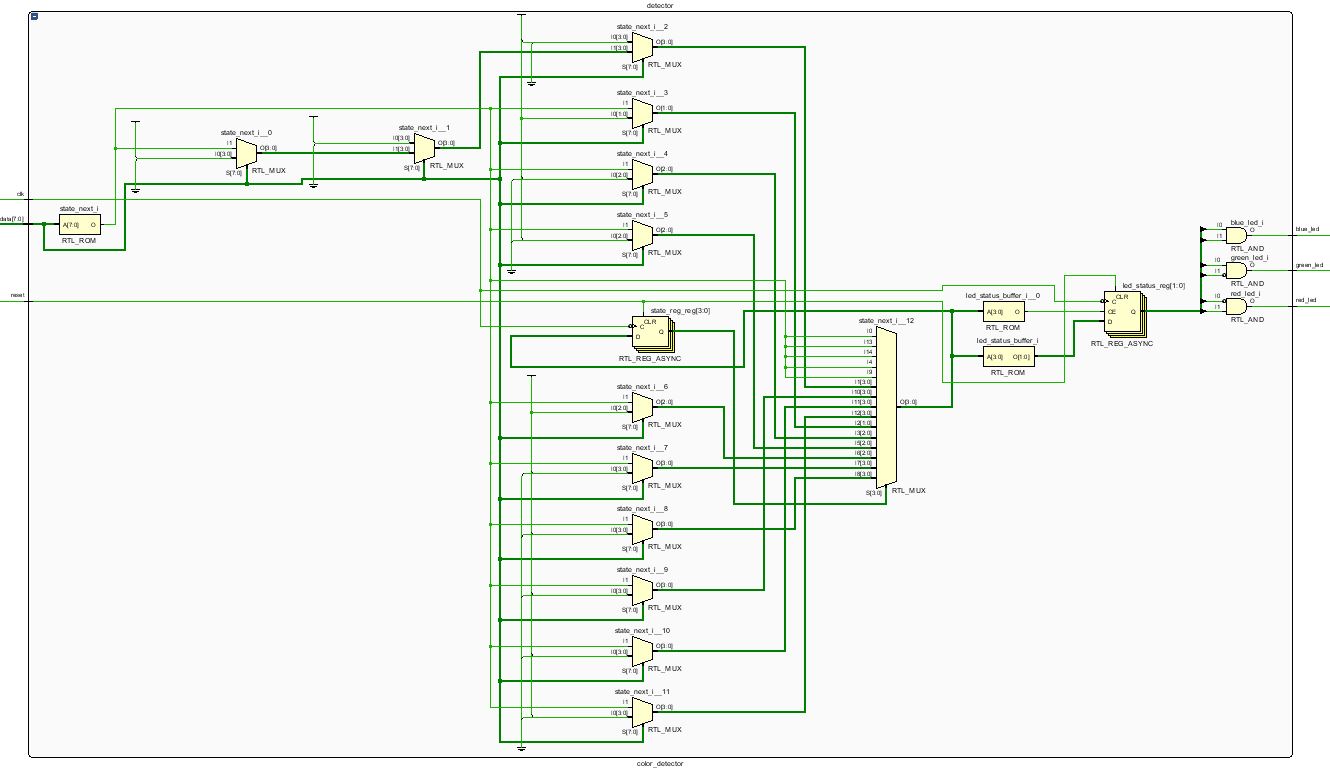 detector
state_next_i__2
I0[3:0]
I1[3:0]
O[3:0]
S[7:0]
RTL_MUX
state_next_i__3
I1
I0[1:0]
O[1:0]
S[7:0]
RTL_MUX
state_next_i__0
I1
I0[3:0]
O[3:0]
S[7:0]
RTL_MUX
state_next_i__1
I0[3:0]
I1[3:0]
O[3:0]
S[7:0]
RTL_MUX
state_next_i__4
I1
I0[2:0]
O[2:0]
S[7:0]
RTL_MUX
clk
data[7:0]
state_next_i
A[7:0] O
RTL_ROM
state_next_i__5
I1
I0[2:0]
O[2:0]
S[7:0]
RTL_MUX
reset
state_reg_reg[3:0]
CLR
C
Q
D
RTL_REG_ASYNC
state_next_i__6
I1
I0[2:0]
O[2:0]
S[7:0]
RTL_MUX
state_next_i__7
I1
I0[3:0]
O[3:0]
S[7:0]
RTL_MUX
state_next_i__8
I1
I0[3:0]
O[3:0]
S[7:0]
RTL_MUX
state_next_i__9
I1
I0[3:0]
O[3:0]
S[7:0]
RTL_MUX
state_next_i__10
I1
I0[3:0]
O[3:0]
S[7:0]
RTL_MUX
state_next_i__11
I1
I0[3:0]
O[3:0]
S[7:0]
RTL_MUX
state_next_i__12
I0
I13
I14
I4
I9
I1[3:0]
I10[3:0]
I11[3:0]
I12[3:0]
I2[1:0]
I3[2:0]
I5[2:0]
I6[2:0]
I7[3:0]
I8[3:0]
O[3:0]
S[3:0]
RTL_MUX
led_status_buffer_i__0
A[3:0] O
RTL_ROM
led_status_buffer_i
A[3:0] O[1:0]
RTL_ROM
led_status_reg[1:0]
CLR
C
CE
Q
D
RTL_REG_ASYNC
blue_led_i
I0
I1
O
RTL_AND
blue_led
green_led_i
I0
I1
O
RTL_AND
green_led
red_led_i
I0
I1
O
RTL_AND
red_led
color_detector